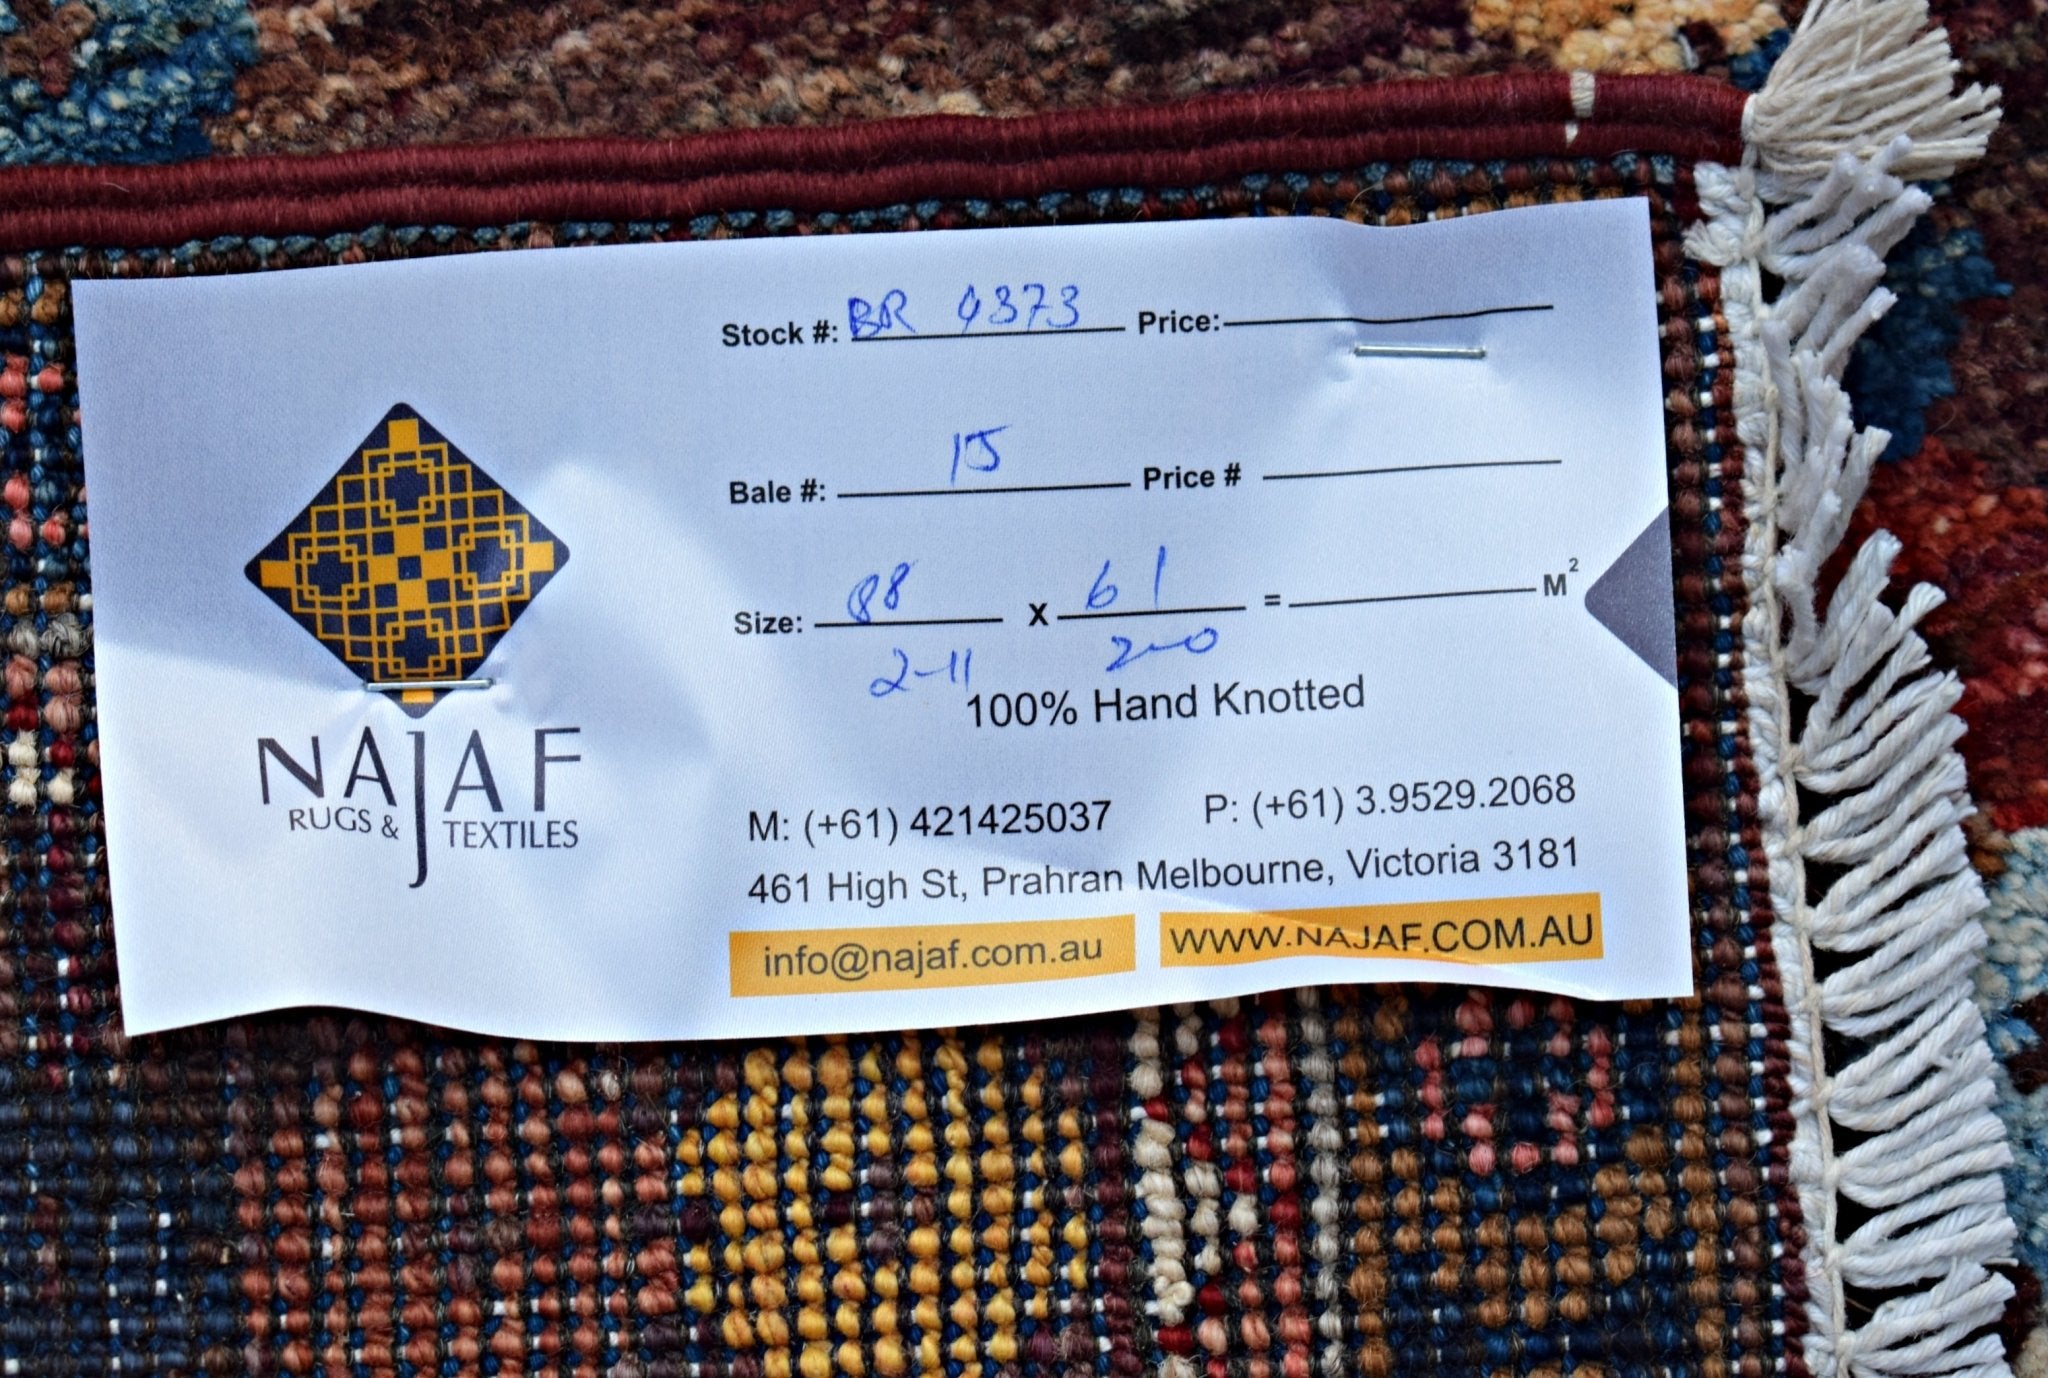 Stock #: BR 9373 Price:
Bale #: 15 Price #
Size: 88 x 61 = M²
2-11 2-0
100% Hand Knotted
NAJAF
RUGS & TEXTILES
M: (+61) 421425037 P: (+61) 3.9529.2068
461 High St, Prahran Melbourne, Victoria 3181
info@najaf.com.au WWW.NAJAF.COM.AU